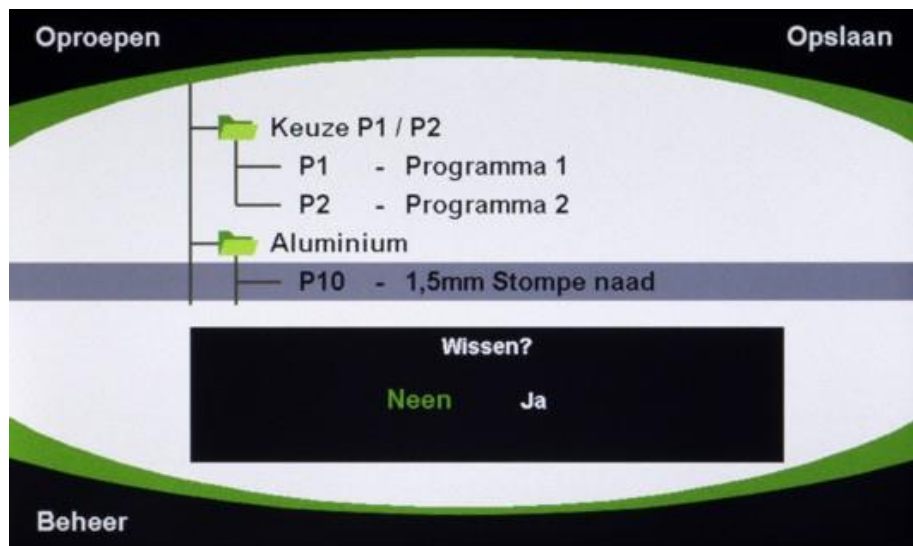 Oproepen Opslaan
Keuze P1 / P2
P1 - Programma 1
P2 - Programma 2
Aluminium
P10 - 1,5mm Stompe naad
Wissen?
Neen Ja
Beheer